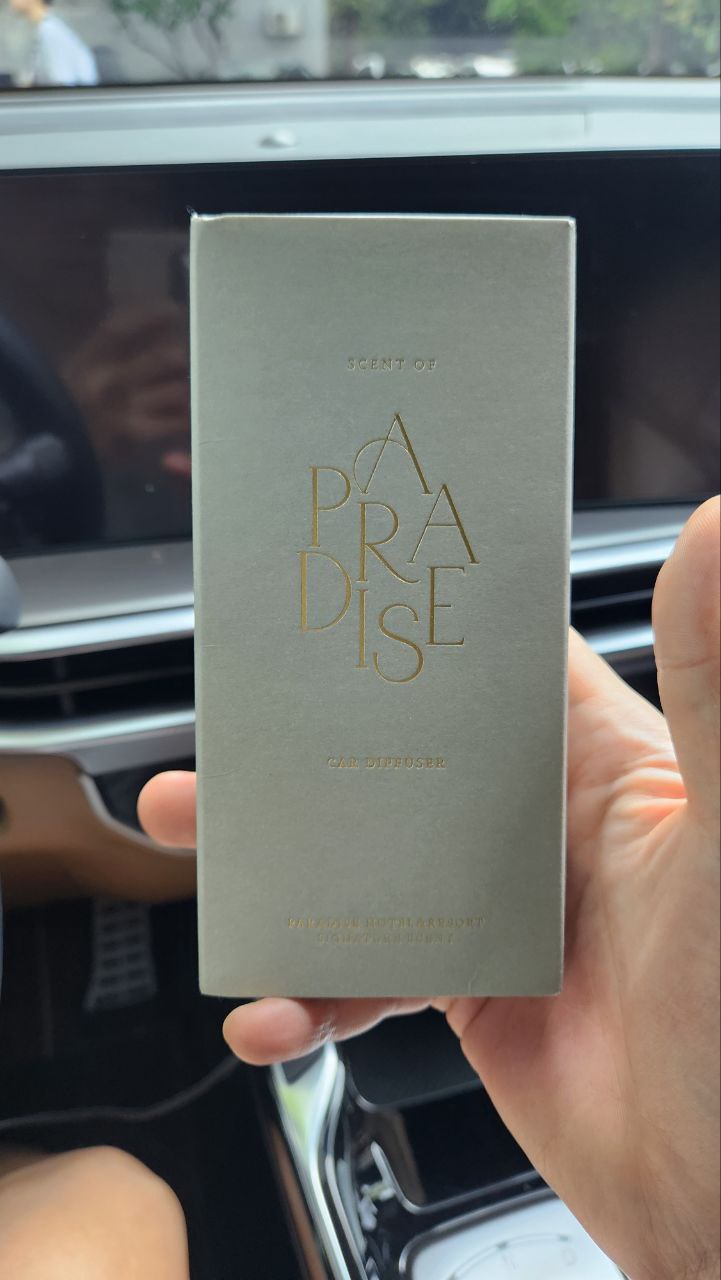 SCENT OF
PARADISE
CAR DIFFUSER
PARADISE HOTEL&RESORT
SIGNATURE SCENT